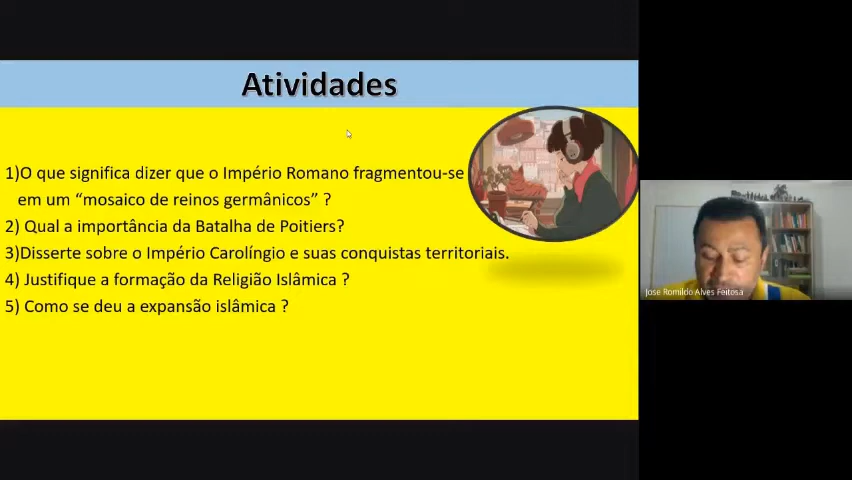 Atividades
1)O que significa dizer que o Império Romano fragmentou-se
em um “mosaico de reinos germânicos” ?
2) Qual a importância da Batalha de Poitiers?
3)Disserte sobre o Império Carolíngio e suas conquistas territoriais.
4) Justifique a formação da Religião Islâmica ?
5) Como se deu a expansão islâmica ?
Jose Romildo Alves Feitosa